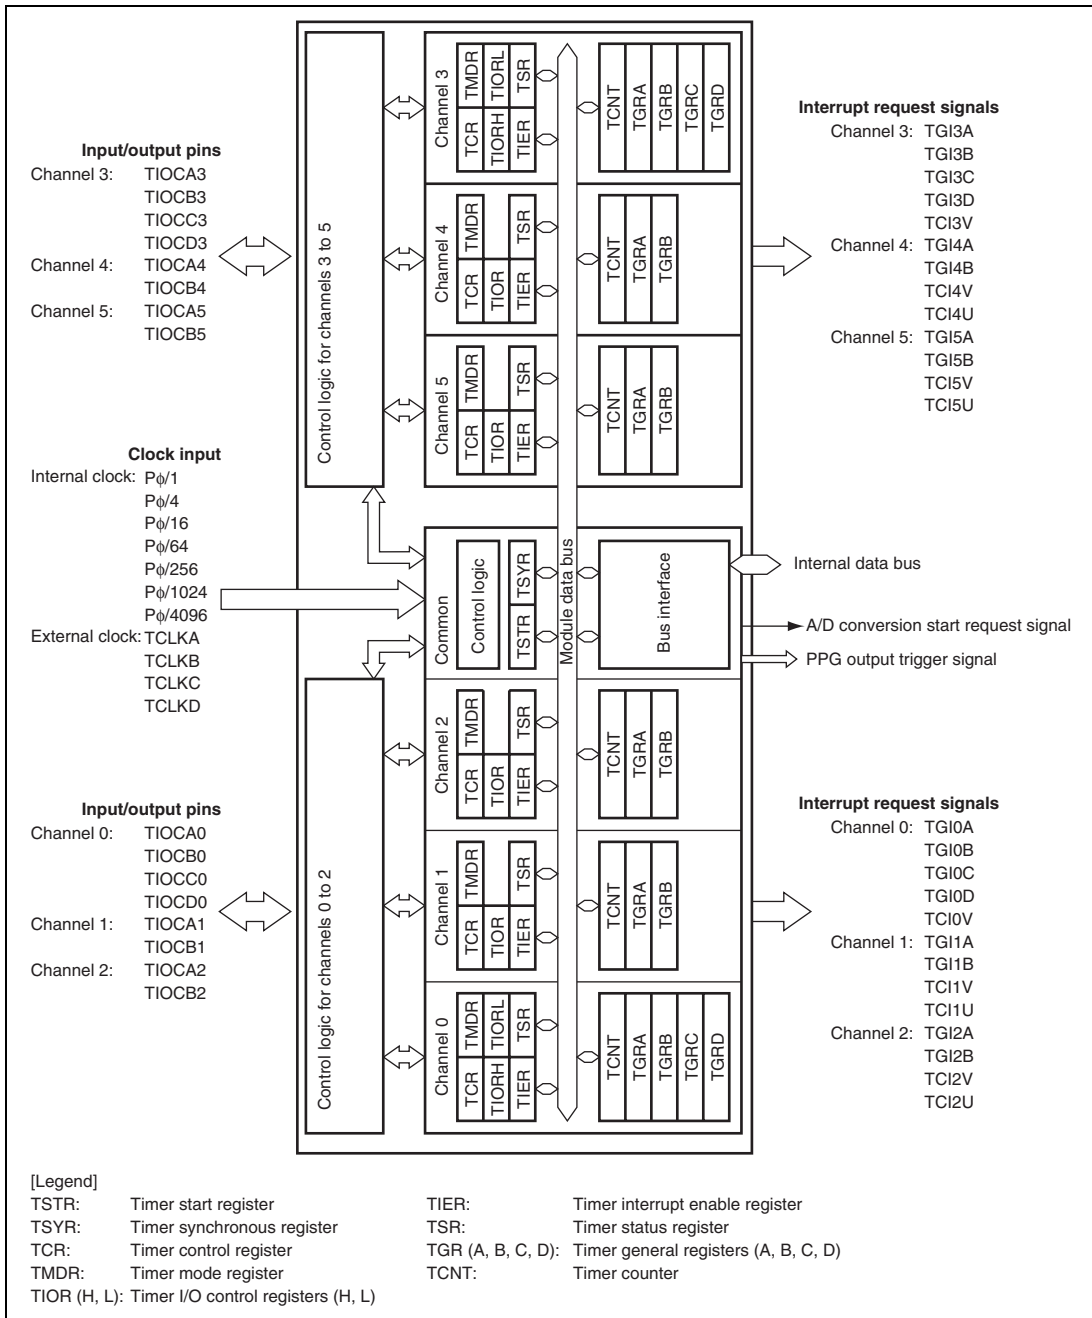 Input/output pins
Channel 3: TIOCA3
TIOCB3
TIOCC3
TIOCD3
Channel 4: TIOCA4
TIOCB4
Channel 5: TIOCA5
TIOCB5
Clock input
Internal clock: Pϕ/1
Pϕ/4
Pϕ/16
Pϕ/64
Pϕ/256
Pϕ/1024
Pϕ/4096
External clock: TCLKA
TCLKB
TCLKC
TCLKD
Input/output pins
Channel 0: TIOCA0
TIOCB0
TIOCC0
TIOCD0
Channel 1: TIOCA1
TIOCB1
Channel 2: TIOCA2
TIOCB2
Control logic for channels 3 to 5
Control logic for channels 0 to 2
Channel 3
TCR TMDR
TIORH TIORL
TIER TSR
TCNT
TGRA
TGRB
TGRC
TGRD
Channel 4
TCR TMDR
TIOR
TIER TSR
TCNT
TGRA
TGRB
Channel 5
TCR TMDR
TIOR
TIER TSR
TCNT
TGRA
TGRB
Common
Control logic
TSTR TSYR
Module data bus
Bus interface
Channel 2
TCR TMDR
TIOR
TIER TSR
TCNT
TGRA
TGRB
Channel 1
TCR TMDR
TIOR
TIER TSR
TCNT
TGRA
TGRB
Channel 0
TCR TMDR
TIORH TIORL
TIER TSR
TCNT
TGRA
TGRB
TGRC
TGRD
Interrupt request signals
Channel 3: TGI3A
TGI3B
TGI3C
TGI3D
TCI3V
Channel 4: TGI4A
TGI4B
TCI4V
TCI4U
Channel 5: TGI5A
TGI5B
TCI5V
TCI5U
Internal data bus
A/D conversion start request signal
PPG output trigger signal
Interrupt request signals
Channel 0: TGI0A
TGI0B
TGI0C
TGI0D
TCI0V
Channel 1: TGI1A
TGI1B
TCI1V
TCI1U
Channel 2: TGI2A
TGI2B
TCI2V
TCI2U
[Legend]
TSTR: Timer start register
TSYR: Timer synchronous register
TCR: Timer control register
TMDR: Timer mode register
TIOR (H, L): Timer I/O control registers (H, L)
TIER: Timer interrupt enable register
TSR: Timer status register
TGR (A, B, C, D): Timer general registers (A, B, C, D)
TCNT: Timer counter